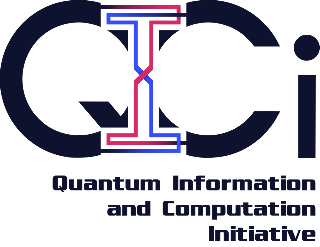 QICi
Quantum Information
and Computation
Initiative